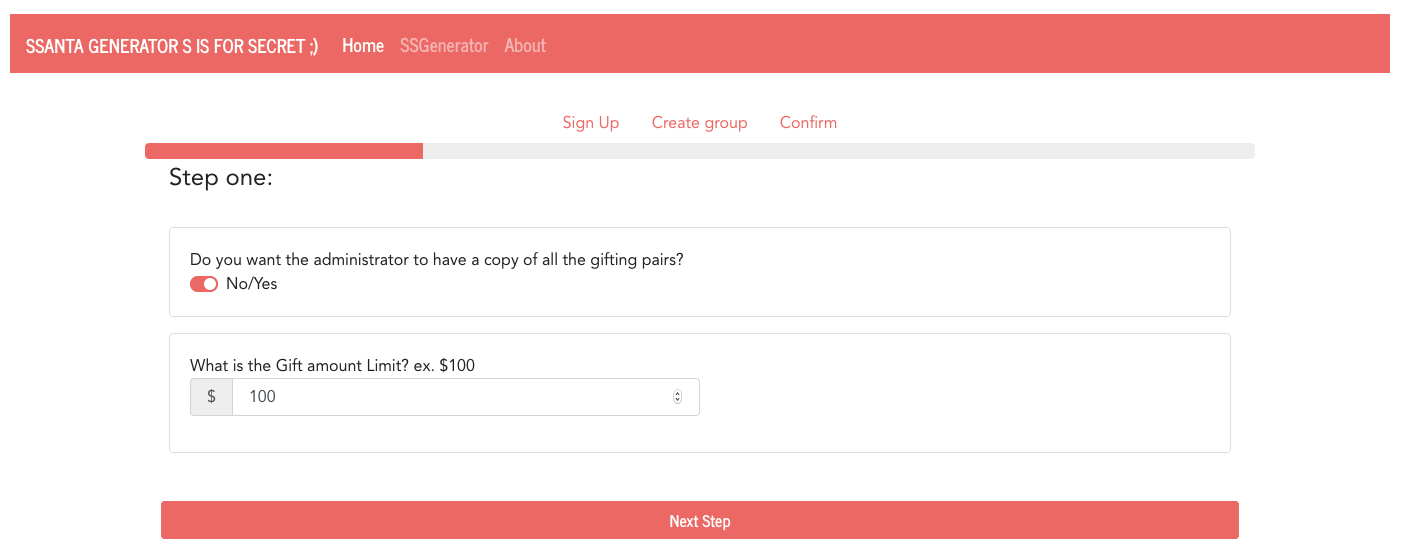 SSANTA GENERATOR S IS FOR SECRET ;) Home SSGenerator About
Sign Up Create group Confirm
Step one:
Do you want the administrator to have a copy of all the gifting pairs?
No/Yes
What is the Gift amount Limit? ex. $100
$ 100
Next Step